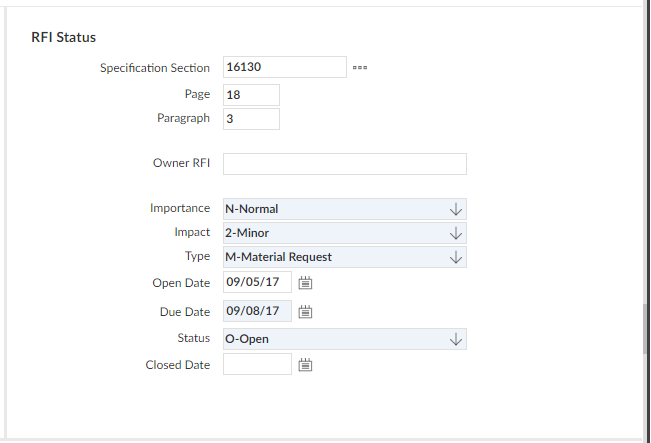 RFI Status
Specification Section 16130
Page 18
Paragraph 3
Owner RFI
Importance N-Normal
Impact 2-Minor
Type M-Material Request
Open Date 09/05/17
Due Date 09/08/17
Status O-Open
Closed Date